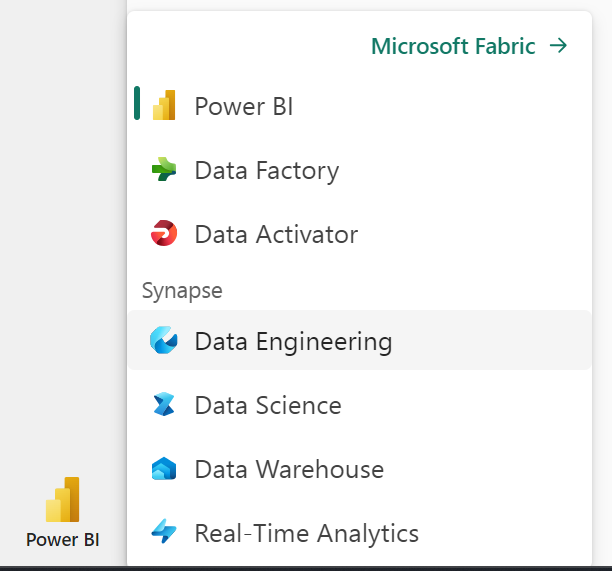 Microsoft Fabric
Power BI
Data Factory
Data Activator
Synapse
Data Engineering
Data Science
Data Warehouse
Real-Time Analytics
Power BI